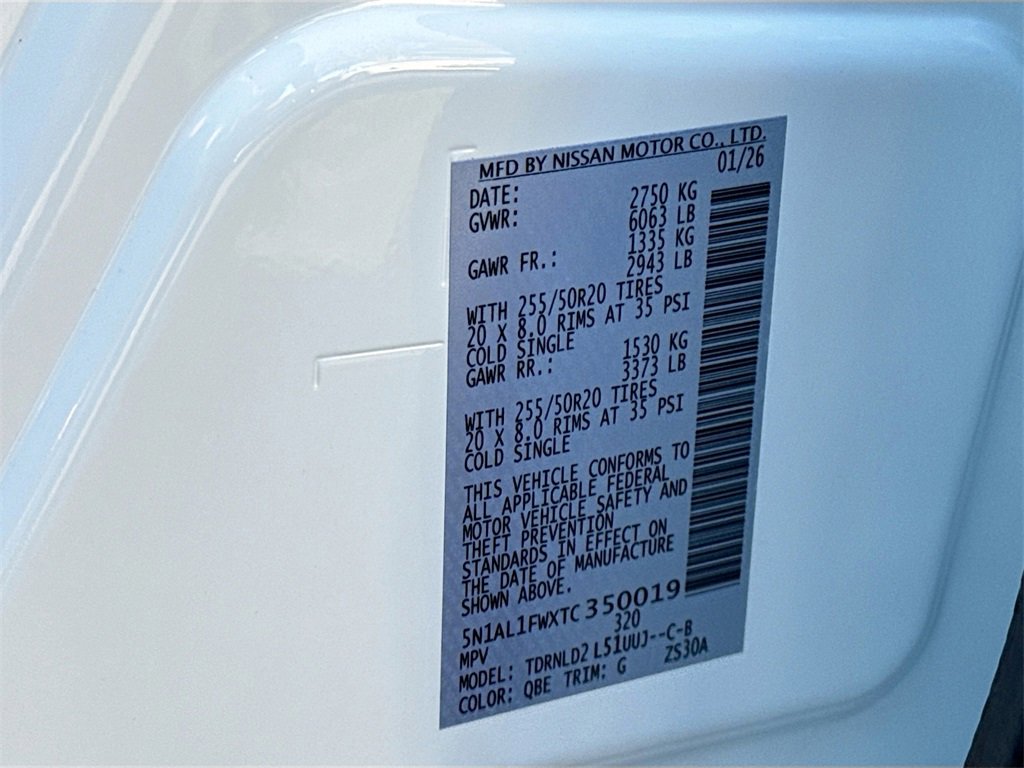 MFD BY NISSAN MOTOR CO., LTD.
DATE: 01/26
GVWR: 2750 KG
6063 LB
GAWR FR.: 1335 KG
2943 LB
WITH 255/50R20 TIRES
20 X 8.0 RIMS AT 35 PSI
COLD SINGLE
GAWR RR.: 1530 KG
3373 LB
WITH 255/50R20 TIRES
20 X 8.0 RIMS AT 35 PSI
COLD SINGLE
THIS VEHICLE CONFORMS TO
ALL APPLICABLE FEDERAL
MOTOR VEHICLE SAFETY AND
THEFT PREVENTION
STANDARDS IN EFFECT ON
THE DATE OF MANUFACTURE
SHOWN ABOVE.
5N1AL1FWXTC350019
MPV 320
MODEL: TDRNLD2 L51UUJ--C-B
COLOR: QBE TRIM: G ZS30A